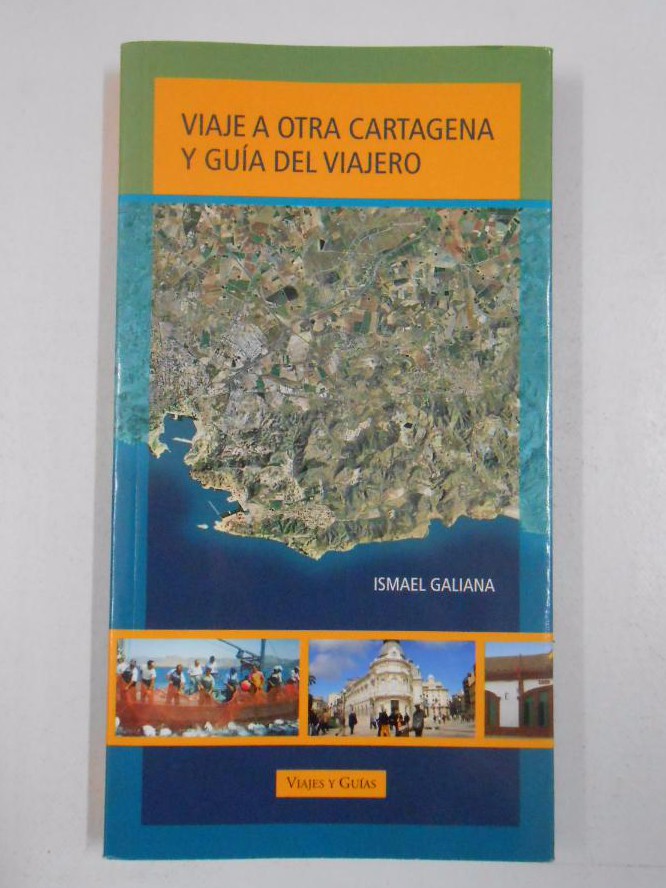 VIAJE A OTRA CARTAGENA
Y GUÍA DEL VIAJERO
ISMAEL GALIANA
VIAJES Y GUÍAS